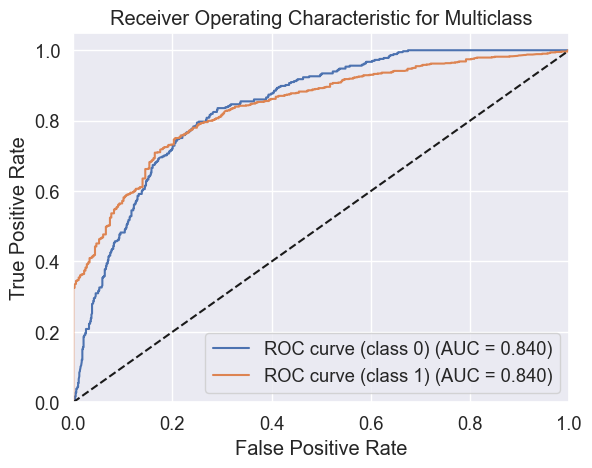 Receiver Operating Characteristic for Multiclass
True Positive Rate
1.0
0.8
0.6
0.4
0.2
0.0
ROC curve (class 0) (AUC = 0.840)
ROC curve (class 1) (AUC = 0.840)
0.0 0.2 0.4 0.6 0.8 1.0
False Positive Rate